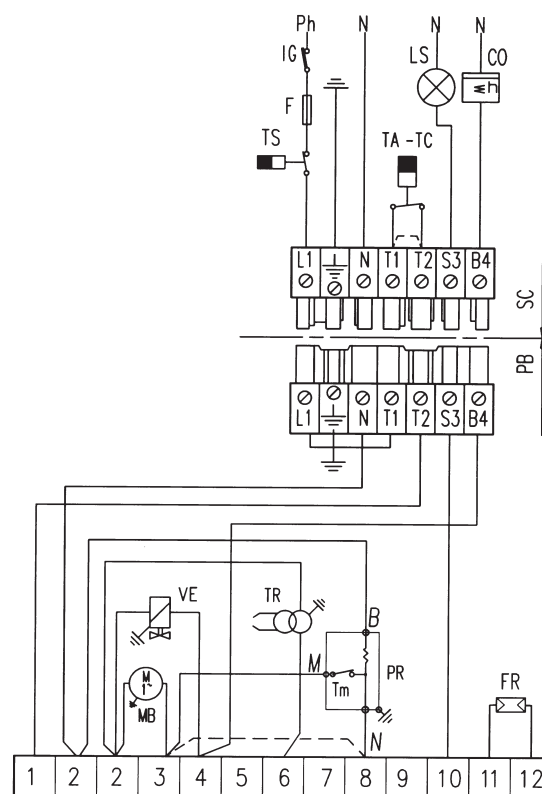 Ph N N N
IG LS CO
F
Wh
TS TA -TC
L1 N T1 T2 S3 B4
SC
PB
L1 N T1 T2 S3 B4
VE TR
B
M
1~
M Tm PR FR
MB
N
1 2 2 3 4 5 6 7 8 9 10 11 12